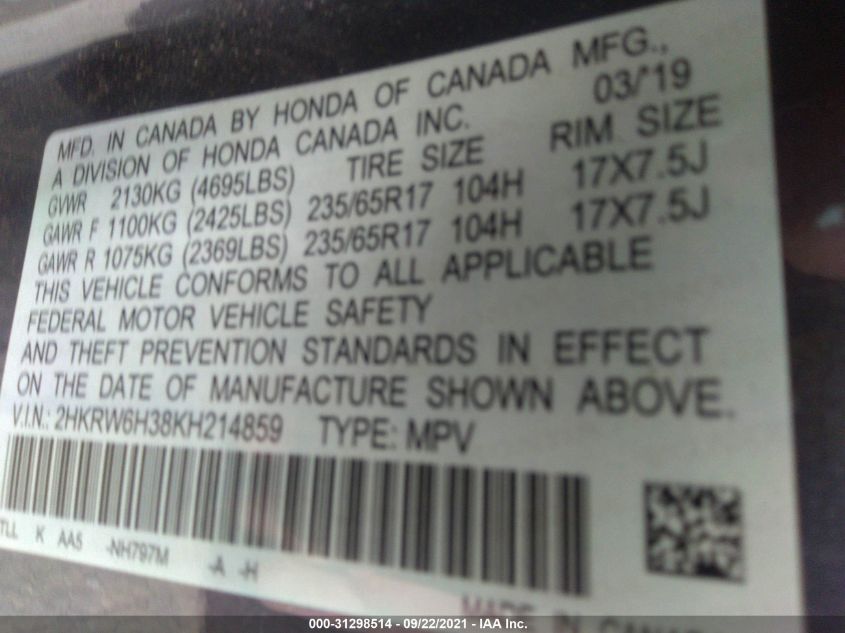 MFD. IN CANADA BY HONDA OF CANADA MFG.,
A DIVISION OF HONDA CANADA INC. 03/'19
GVWR 2130KG (4695LBS) TIRE SIZE RIM SIZE
GAWR F 1100KG (2425LBS) 235/65R17 104H 17X7.5J
GAWR R 1075KG (2369LBS) 235/65R17 104H 17X7.5J
THIS VEHICLE CONFORMS TO ALL APPLICABLE
FEDERAL MOTOR VEHICLE SAFETY
AND THEFT PREVENTION STANDARDS IN EFFECT
ON THE DATE OF MANUFACTURE SHOWN ABOVE.
V.I.N.: 2HKRW6H38KH214859 TYPE: MPV
TLL K AA5 -NH797M -A -H
MADE IN
000-31298514 - 09/22/2021 - IAA Inc.